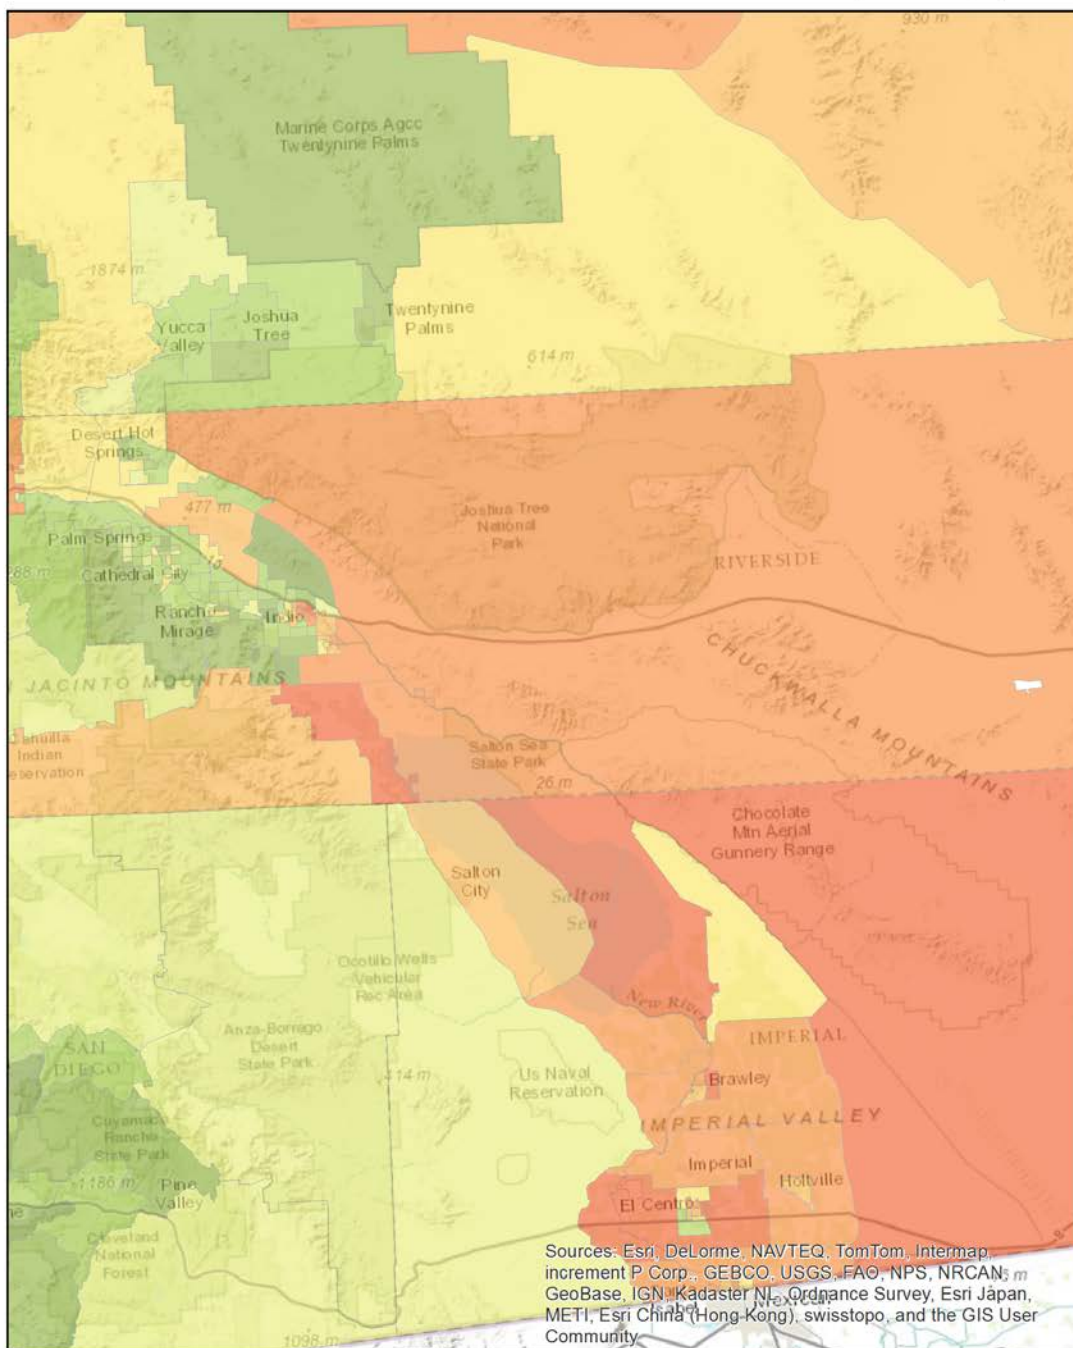 930 m
Marine Corps Agcc
Twentynine Palms
1874 m
Yucca
Valley
Joshua
Tree
Twentynine
Palms
614 m
Desert Hot
Springs
477 m
Joshua Tree
National
Park
Palm Springs
RIVERSIDE
288 m
Cathedral City
10
Rancho
Mirage
Indio
CHUCKWALLA MOUNTAINS
JACINTO MOUNTAINS
Indian
Salton Sea
State Park
26 m
Chocolate
Mtn Aerial
Gunnery Range
Salton
City
Salton
Sea
Ocotillo Wells
Vehicular
Rec Area
New River
SAN
DIEGO
Anza-Borrego
Desert
State Park
IMPERIAL
414 m
Us Naval
Reservation
Brawley
Cuyamaca
Rancho
State Park
IMPERIAL VALLEY
1186 m
Pine
Valley
Imperial
Holtville
El Centro
8
Cleveland
National
Forest
Sources: Esri, DeLorme, NAVTEQ, TomTom, Intermap,
increment P Corp., GEBCO, USGS, FAO, NPS, NRCAN,
GeoBase, IGN, Kadaster NL, Ordnance Survey, Esri Japan,
METI, Esri China (Hong Kong), swisstopo, and the GIS User
Community
1098 m